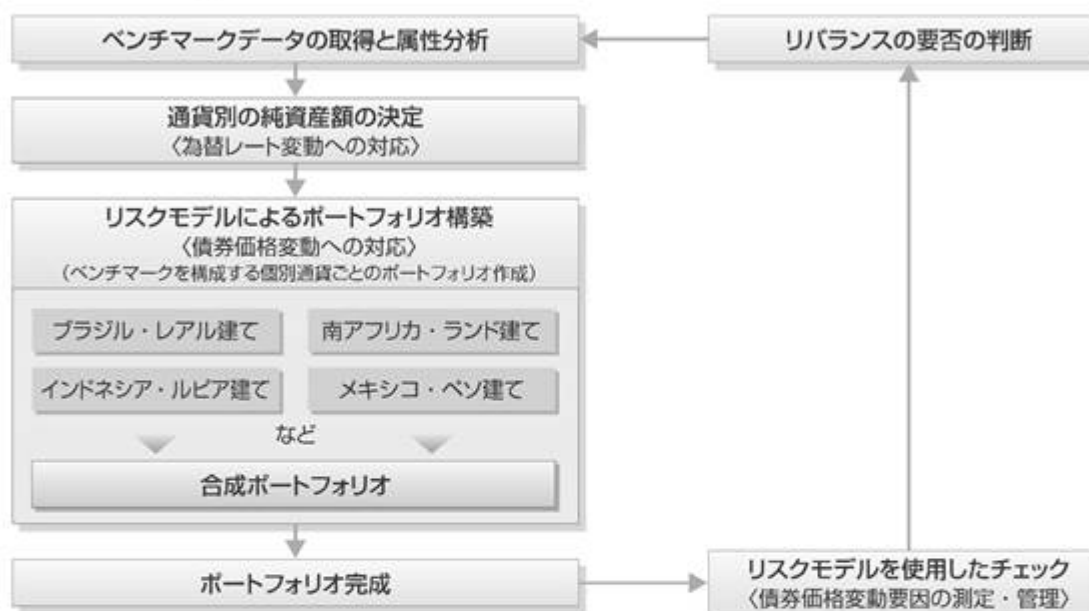 ベンチマークデータの取得と属性分析
リバランスの要否の判断
通貨別の純資産額の決定
〈為替レート変動への対応〉
リスクモデルによるポートフォリオ構築
〈債券価格変動への対応〉
(ベンチマークを構成する個別通貨ごとのポートフォリオ作成)
ブラジル・レアル建て
南アフリカ・ランド建て
インドネシア・ルピア建て
メキシコ・ペソ建て
など
合成ポートフォリオ
ポートフォリオ完成
リスクモデルを使用したチェック
〈債券価格変動要因の測定・管理〉